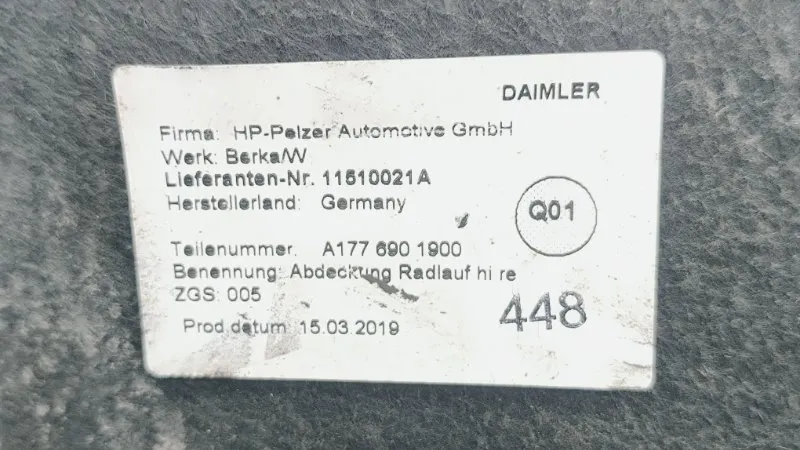 DAIMLER
Firma: HP-Pelzer Automotive GmbH
Werk: Berka/W
Lieferanten-Nr. 11510021A
Herstellerland: Germany
Q01
Teilenummer: A177 690 1900
Benennung: Abdeckung Radlauf hi re
ZGS: 005
448
Prod.datum: 15.03.2019